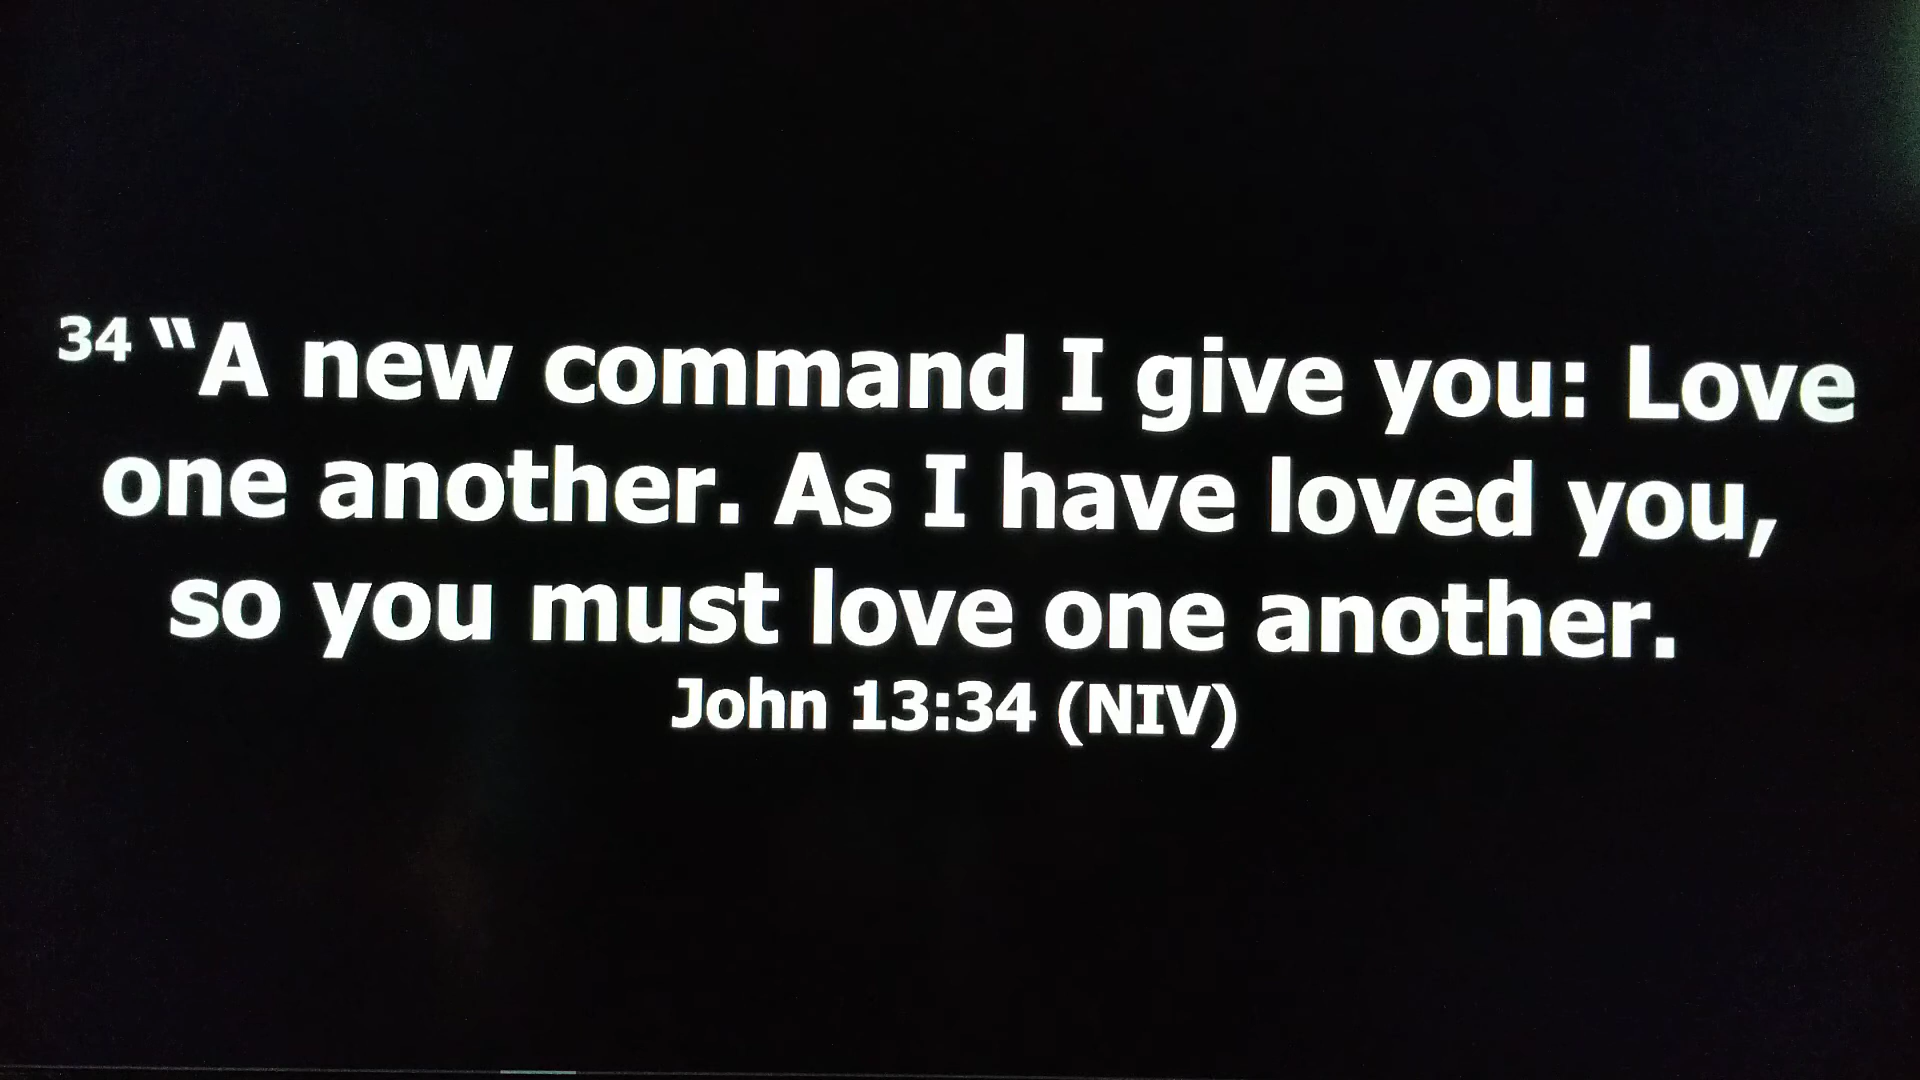 34 “A new command I give you: Love
one another. As I have loved you,
so you must love one another.
John 13:34 (NIV)